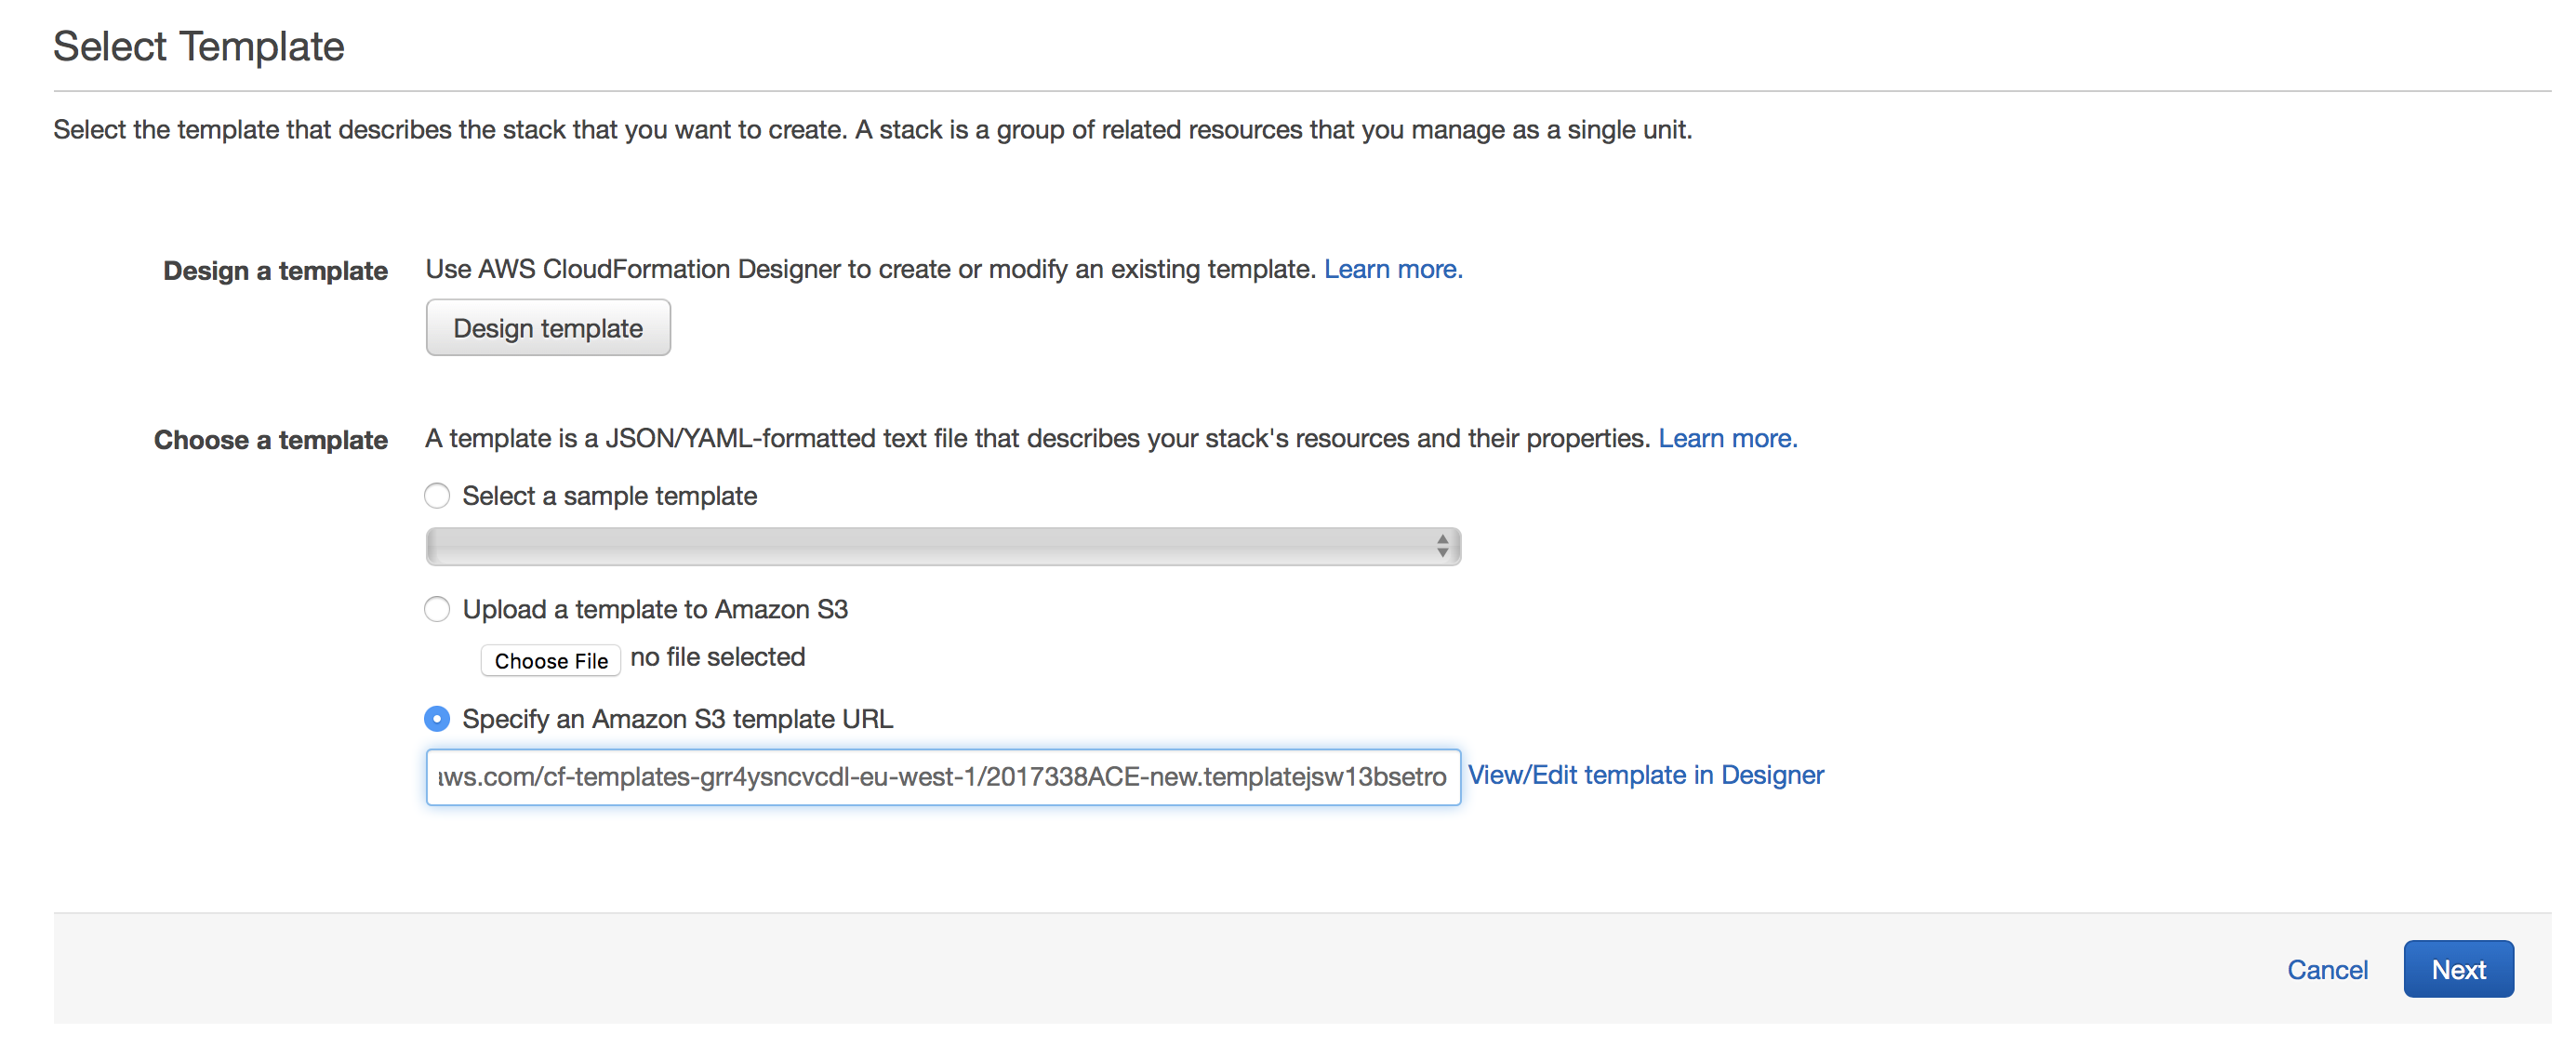 Select Template
Select the template that describes the stack that you want to create. A stack is a group of related resources that you manage as a single unit.
Design a template
Use AWS CloudFormation Designer to create or modify an existing template. Learn more.
Design template
Choose a template
A template is a JSON/YAML-formatted text file that describes your stack's resources and their properties. Learn more.
Select a sample template
Upload a template to Amazon S3
Choose File no file selected
Specify an Amazon S3 template URL
aws.com/cf-templates-grr4ysncvcdl-eu-west-1/2017338ACE-new.templatejsw13bsetro View/Edit template in Designer
Cancel Next